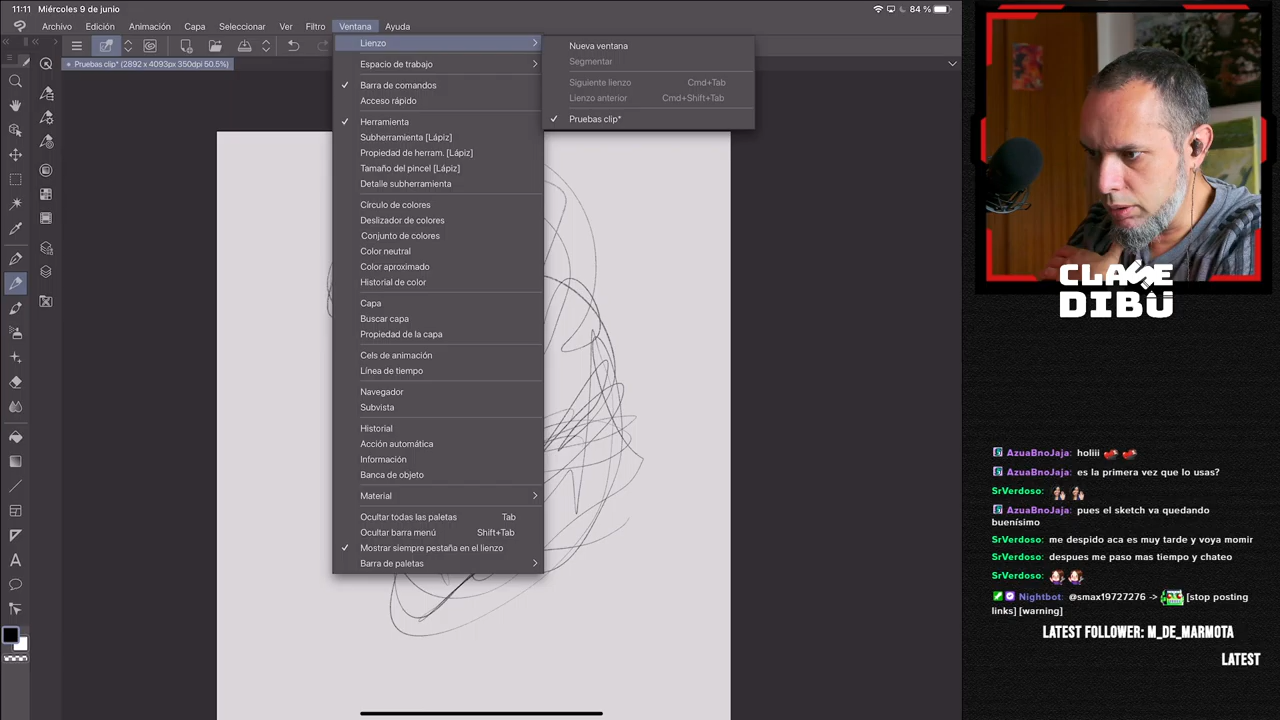 11:11 Miércoles 9 de junio
84 %
Archivo Edición Animación Capa Seleccionar Ver Filtro Ventana Ayuda
Pruebas clip* (2892 x 4093px 350dpi 50.5%)
Lienzo
Espacio de trabajo
Barra de comandos
Acceso rápido
Herramienta
Subherramienta [Lápiz]
Propiedad de herram. [Lápiz]
Tamaño del pincel [Lápiz]
Detalle subherramienta
Círculo de colores
Deslizador de colores
Conjunto de colores
Color neutral
Color aproximado
Historial de color
Capa
Buscar capa
Propiedad de la capa
Cels de animación
Línea de tiempo
Navegador
Subvista
Historial
Acción automática
Información
Banca de objeto
Material
Ocultar todas las paletas Tab
Ocultar barra menú Shift+Tab
Mostrar siempre pestaña en el lienzo
Barra de paletas
Nueva ventana
Segmentar
Siguiente lienzo Cmd+Tab
Lienzo anterior Cmd+Shift+Tab
Pruebas clip*
CLASE
DIBU
AzuaBnoJaja: holiii
AzuaBnoJaja: es la primera vez que lo usas?
SrVerdoso:
AzuaBnoJaja: pues el sketch va quedando
buenísimo
SrVerdoso: me despido aca es muy tarde y voya momir
SrVerdoso: despues me paso mas tiempo y chateo
SrVerdoso:
Nightbot: @smax19727276 -> [stop posting
links] [warning]
LATEST FOLLOWER: M_DE_MARMOTA
LATEST